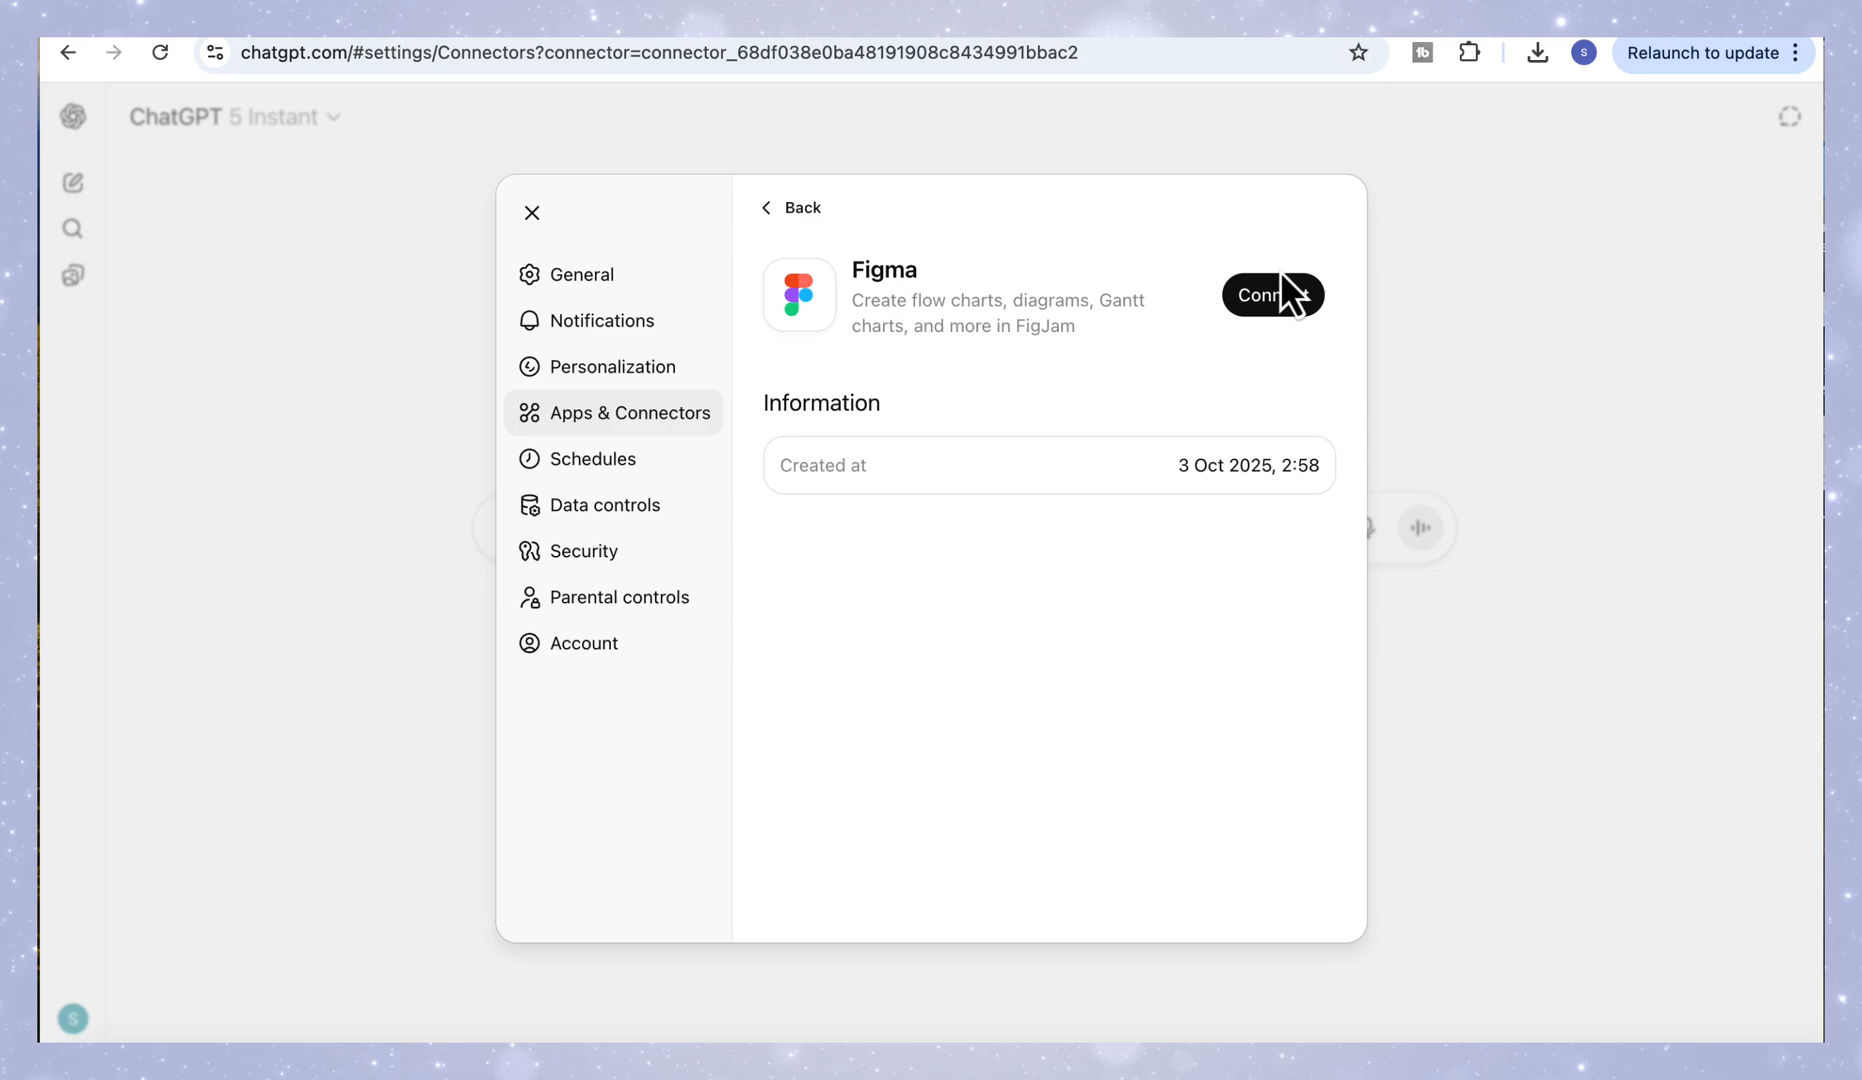 chatgpt.com/#settings/Connectors?connector=connector_68df038e0ba48191908c8434991bbac2
S
Relaunch to update
ChatGPT 5 Instant
Back
Figma
Create flow charts, diagrams, Gantt
charts, and more in FigJam
General
Notifications
Personalization
Apps & Connectors
Schedules
Data controls
Security
Parental controls
Account
Information
Created at
3 Oct 2025, 2:58
S